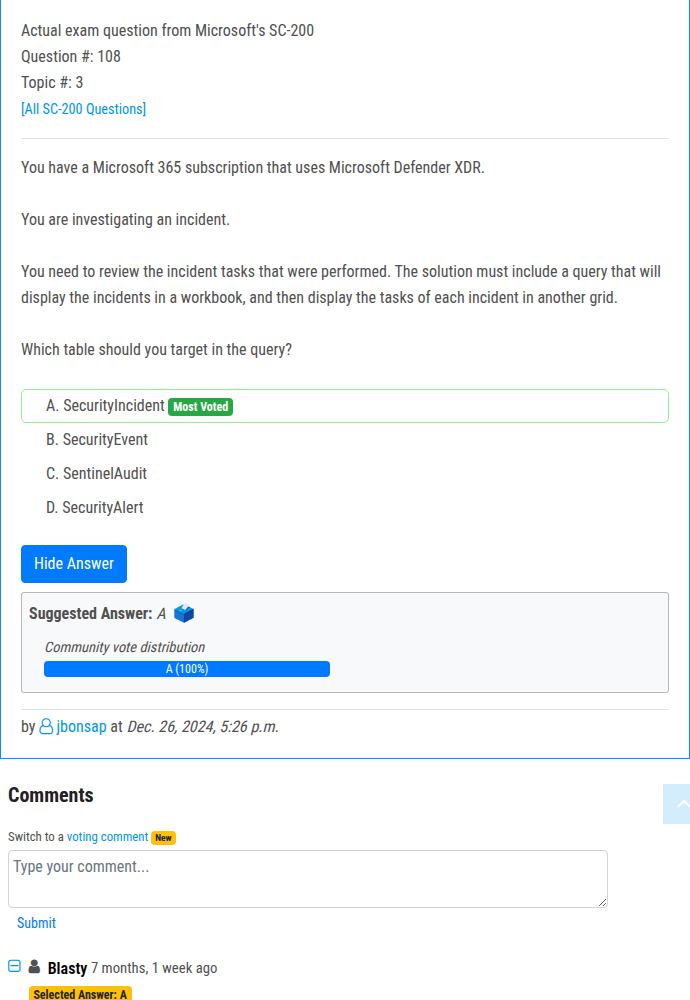 Actual exam question from Microsoft's SC-200
Question #: 108
Topic #: 3
[All SC-200 Questions]
You have a Microsoft 365 subscription that uses Microsoft Defender XDR.
You are investigating an incident.
You need to review the incident tasks that were performed. The solution must include a query that will
display the incidents in a workbook, and then display the tasks of each incident in another grid.
Which table should you target in the query?
A. SecurityIncident Most Voted
B. SecurityEvent
C. SentinelAudit
D. SecurityAlert
Hide Answer
Suggested Answer: A
Community vote distribution
A (100%)
by jbonsap at Dec. 26, 2024, 5:26 p.m.
Comments
Switch to a voting comment New
Type your comment...
Submit
Blasty 7 months, 1 week ago
Selected Answer: A